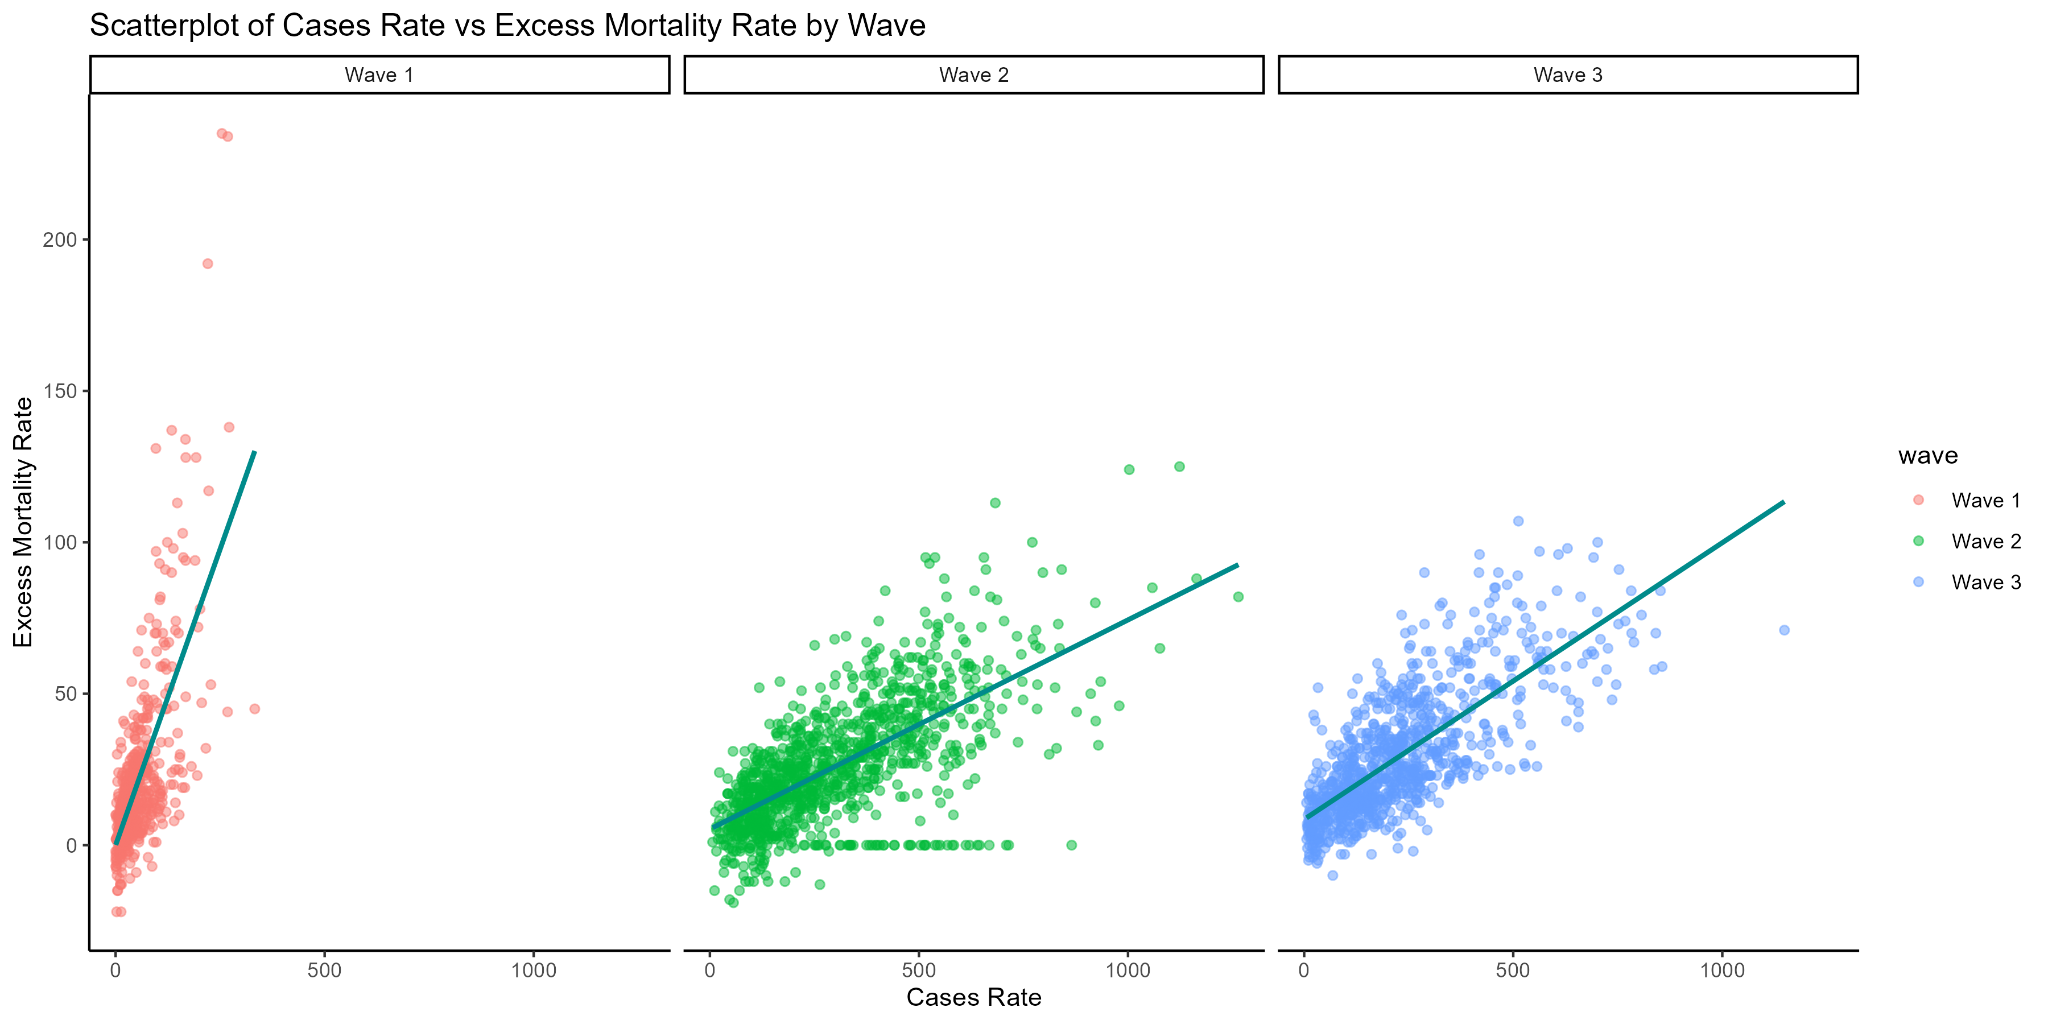 Scatterplot of Cases Rate vs Excess Mortality Rate by Wave
Wave 1
Wave 2
Wave 3
Excess Mortality Rate
200
150
100
50
0
0
500
1000
0
500
1000
0
500
1000
Cases Rate
wave
Wave 1
Wave 2
Wave 3